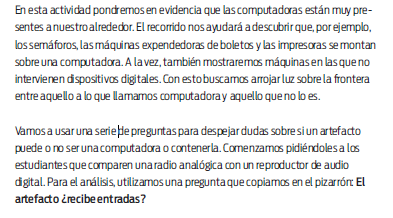 En esta actividad pondremos en evidencia que las computadoras están muy pre-
sentes a nuestro alrededor. El recorrido nos ayudará a descubrir que, por ejemplo,
los semáforos, las máquinas expendedoras de boletos y las impresoras se montan
sobre una computadora. A la vez, también mostraremos máquinas en las que no
intervienen dispositivos digitales. Con esto buscamos arrojar luz sobre la frontera
entre aquello a lo que llamamos computadora y aquello que no lo es.
Vamos a usar una serie de preguntas para despejar dudas sobre si un artefacto
puede o no ser una computadora o contenerla. Comenzamos pidiéndoles a los
estudiantes que comparen una radio analógica con un reproductor de audio
digital. Para el análisis, utilizamos una pregunta que copiamos en el pizarrón: El
artefacto ¿recibe entradas?